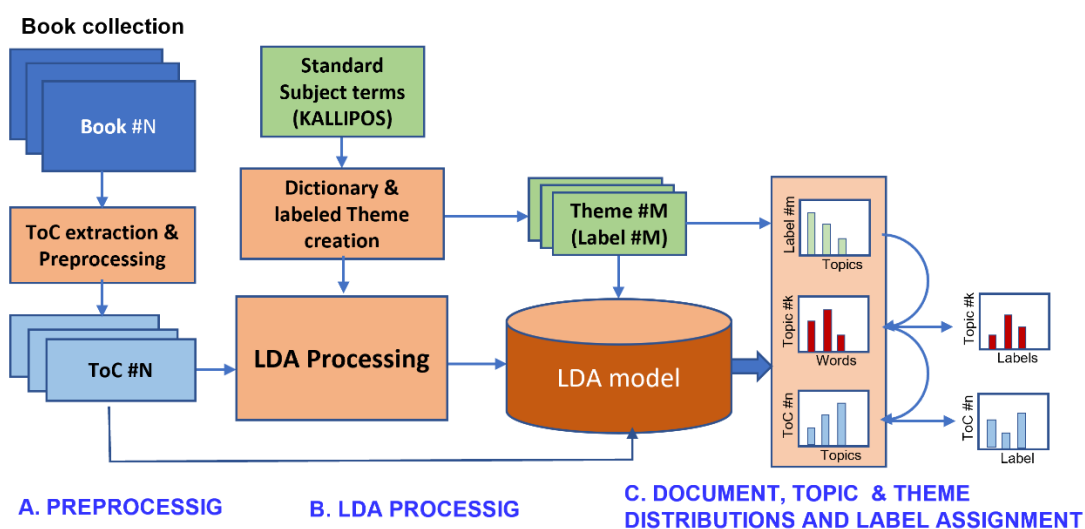 Book collection
Book #N
ToC extraction &
Preprocessing
ToC #N
Standard
Subject terms
(KALLIPOS)
Dictionary &
labeled Theme
creation
LDA Processing
Theme #M
(Label #M)
LDA model
Label #m
Topics
Topic #k
Words
ToC #n
Topics
Topic #k
Labels
ToC #n
Label
A. PREPROCESSIG
B. LDA PROCESSIG
C. DOCUMENT, TOPIC & THEME
DISTRIBUTIONS AND LABEL ASSIGNMENT